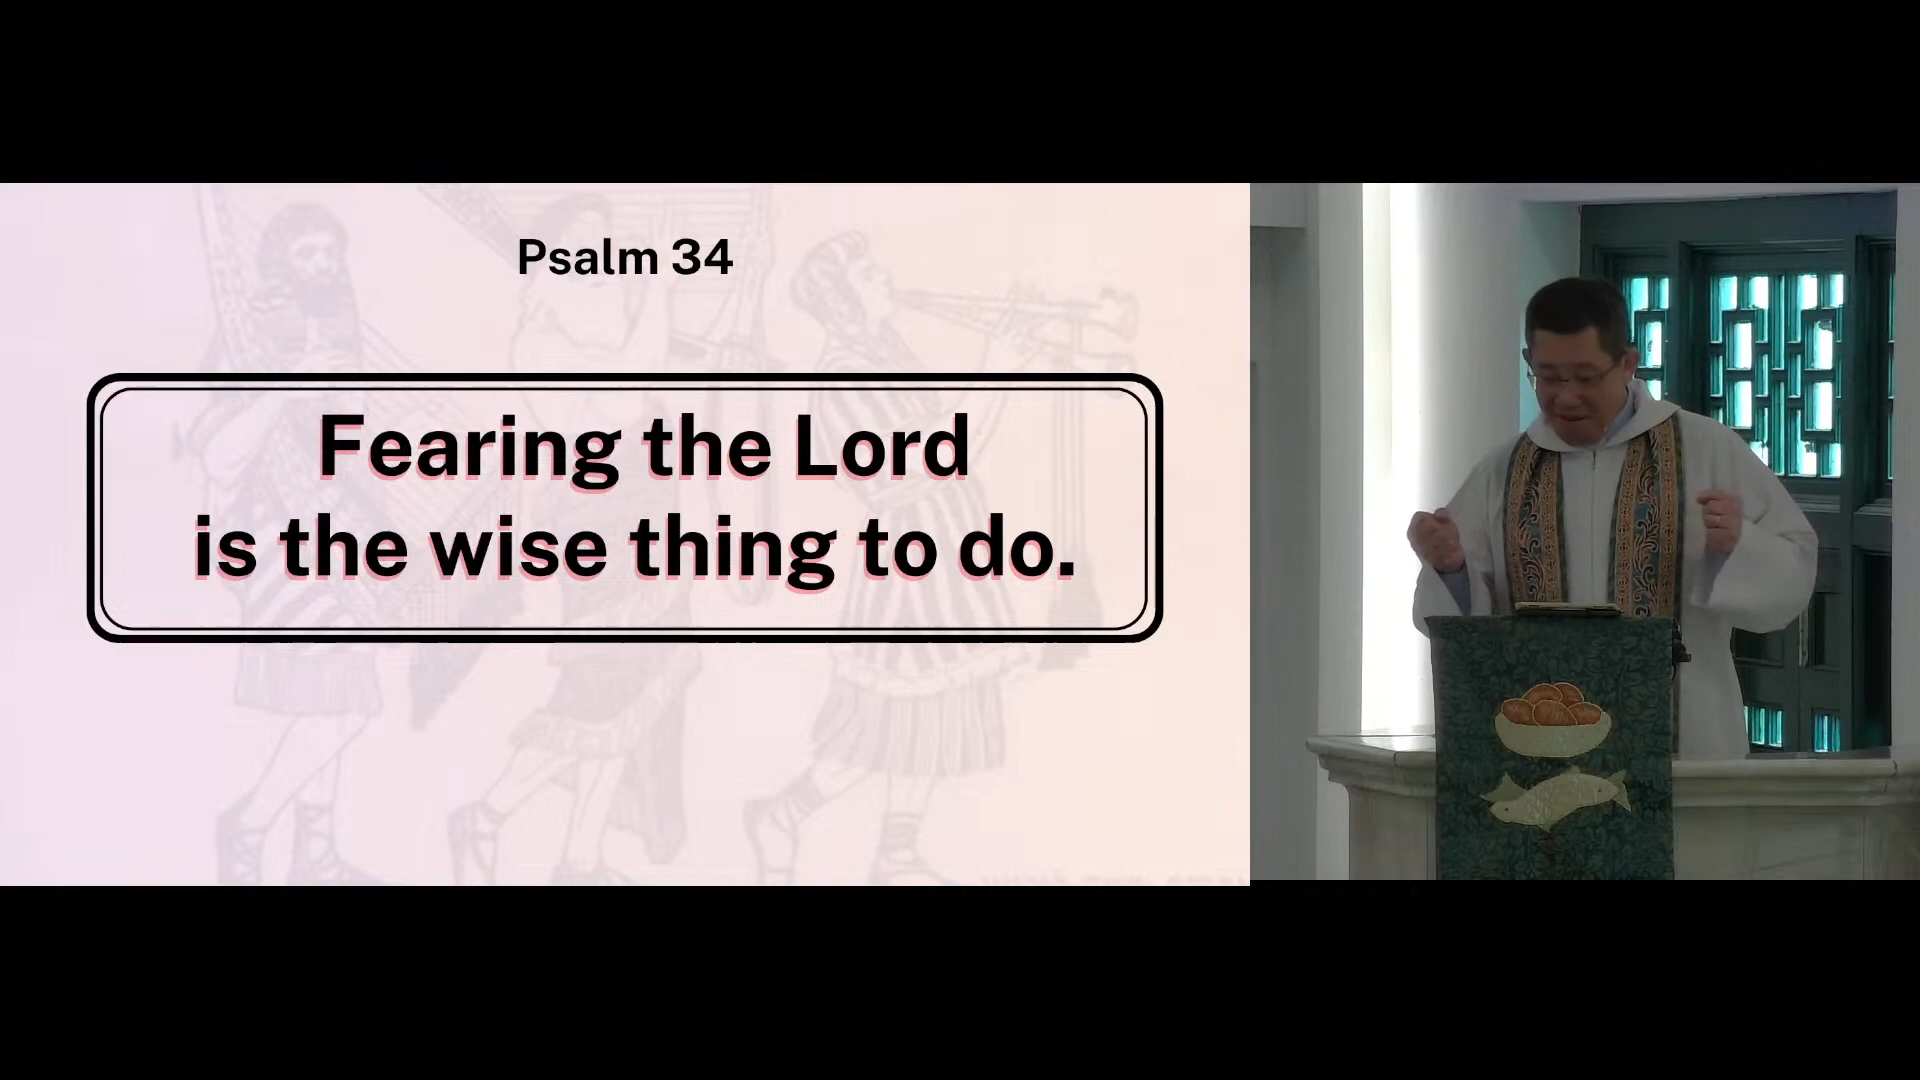 Psalm 34
Fearing the Lord
is the wise thing to do.